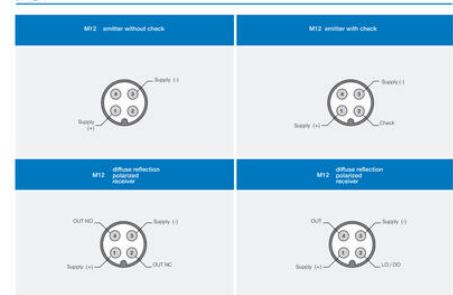 M12 emitter without check
M12 emitter with check
4 3
Supply (-)
1 2
Supply
(+)
4 3
Supply (-)
1 2
Supply (+)
Check
M12 diffuse reflection
polarized
receiver
M12 diffuse reflection
polarized
receiver
OUT NO
4 3
Supply (-)
1 2
Supply (+)
OUT NC
OUT
4 3
Supply (-)
1 2
Supply (+)
LO / DO